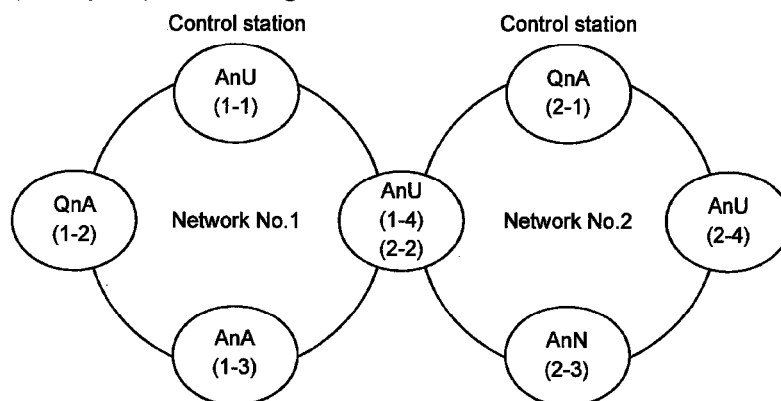 Control station
Control station
AnU
(1-1)
QnA
(2-1)
QnA
(1-2)
Network No.1
AnU
(1-4)
(2-2)
Network No.2
AnU
(2-4)
AnA
(1-3)
AnN
(2-3)